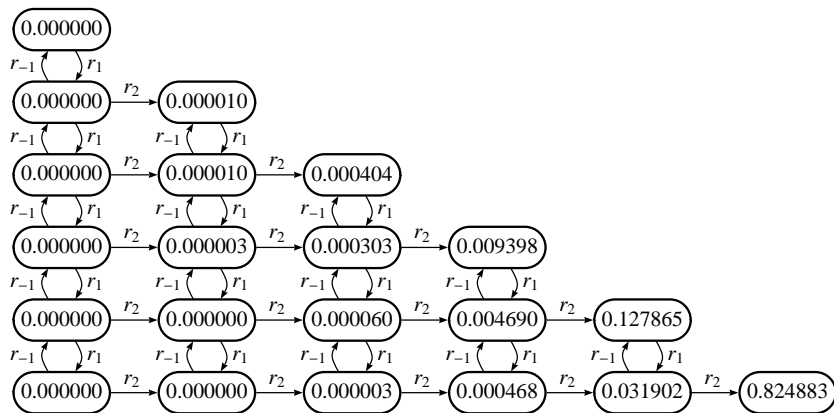 0.000000
r₋₁ r₁
0.000000 r₂ 0.000010
r₋₁ r₁ r₋₁ r₁
0.000000 r₂ 0.000010 r₂ 0.000404
r₋₁ r₁ r₋₁ r₁ r₋₁ r₁
0.000000 r₂ 0.000003 r₂ 0.000303 r₂ 0.009398
r₋₁ r₁ r₋₁ r₁ r₋₁ r₁ r₋₁ r₁
0.000000 r₂ 0.000000 r₂ 0.000060 r₂ 0.004690 r₂ 0.127865
r₋₁ r₁ r₋₁ r₁ r₋₁ r₁ r₋₁ r₁ r₋₁ r₁
0.000000 r₂ 0.000000 r₂ 0.000003 r₂ 0.000468 r₂ 0.031902 r₂ 0.824883